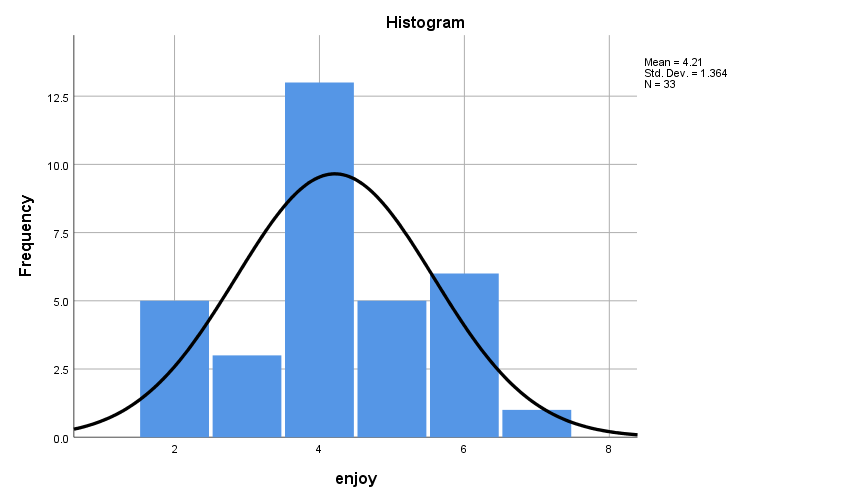 Histogram
Mean = 4.21
Std. Dev. = 1.364
N = 33
12.5
10.0
7.5
5.0
2.5
0.0
Frequency
2 4 6 8
enjoy